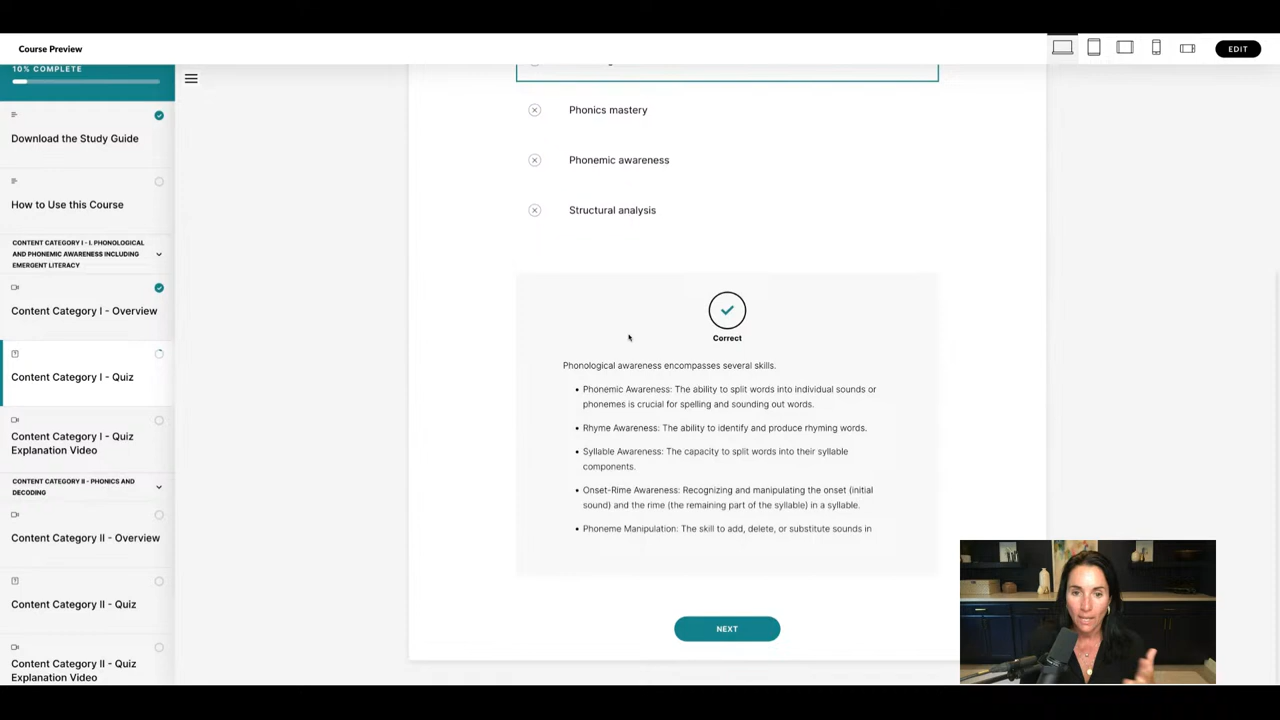 Course Preview
EDIT
10% COMPLETE
Download the Study Guide
How to Use this Course
CONTENT CATEGORY I - I. PHONOLOGICAL
AND PHONEMIC AWARENESS INCLUDING
EMERGENT LITERACY
Content Category I - Overview
Content Category I - Quiz
Content Category I - Quiz
Explanation Video
CONTENT CATEGORY II - PHONICS AND
DECODING
Content Category II - Overview
Content Category II - Quiz
Content Category II - Quiz
Explanation Video
Phonics mastery
Phonemic awareness
Structural analysis
Correct
Phonological awareness encompasses several skills.
• Phonemic Awareness: The ability to split words into individual sounds or
phonemes is crucial for spelling and sounding out words.
• Rhyme Awareness: The ability to identify and produce rhyming words.
• Syllable Awareness: The capacity to split words into their syllable
components.
• Onset-Rime Awareness: Recognizing and manipulating the onset (initial
sound) and the rime (the remaining part of the syllable) in a syllable.
• Phoneme Manipulation: The skill to add, delete, or substitute sounds in
NEXT